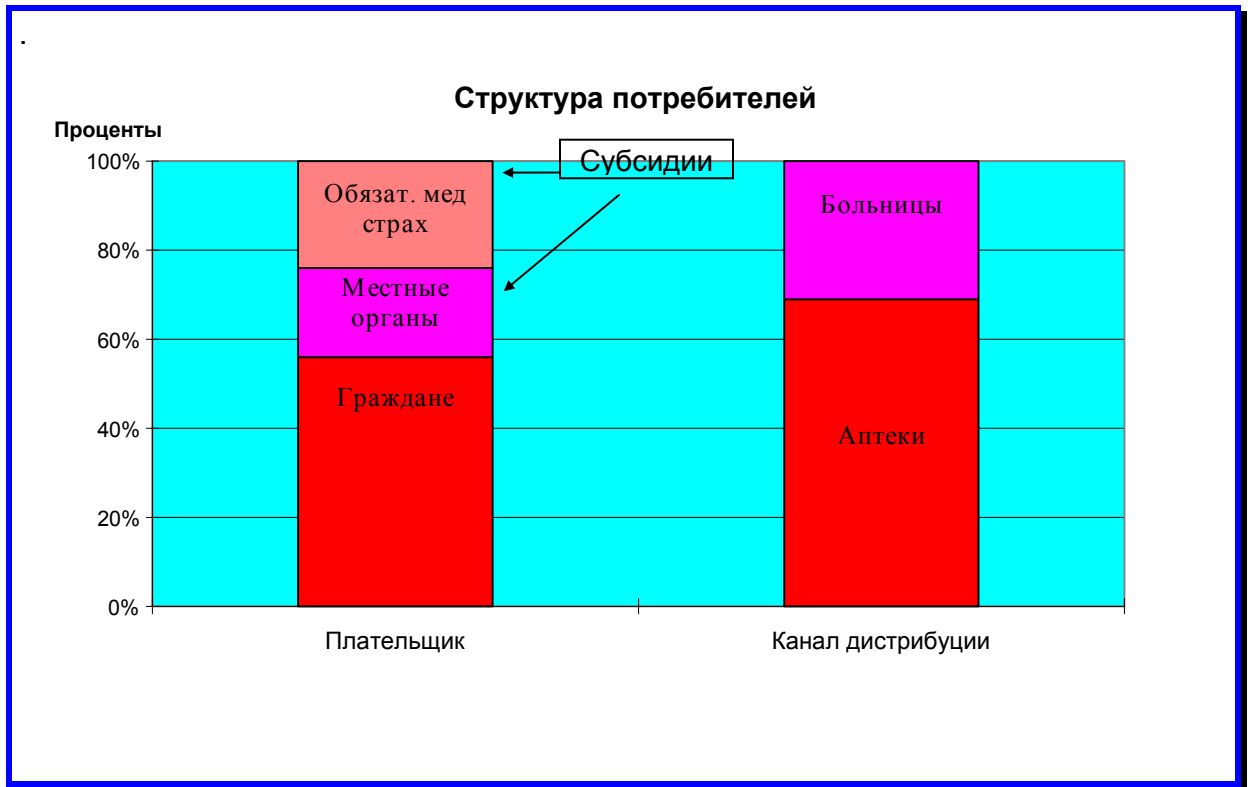 .
Структура потребителей
Проценты
Субсидии
100%
80%
60%
40%
20%
0%
Обязат. мед
страх
Местные
органы
Граждане
Больницы
Аптеки
Плательщик
Канал дистрибуции